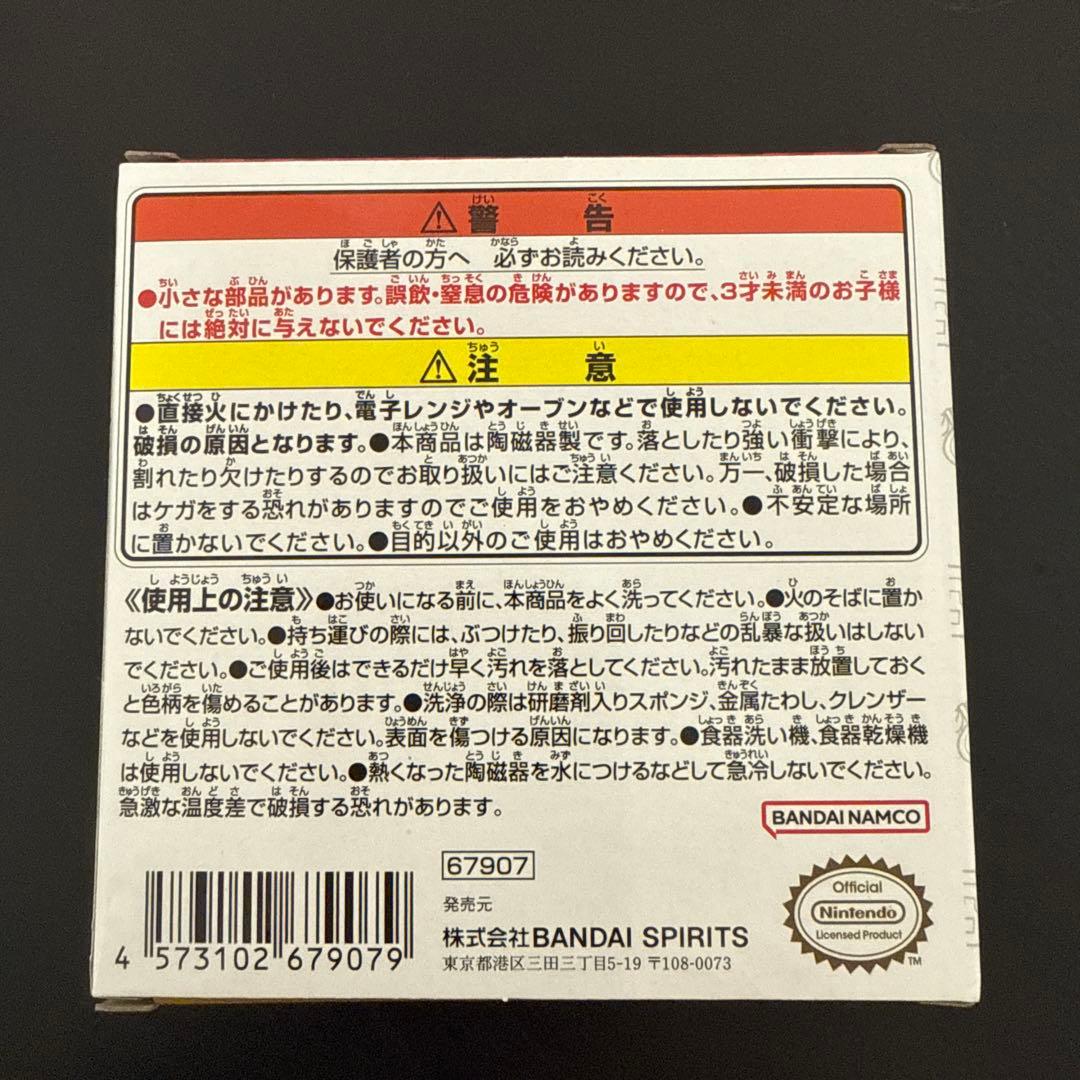 ⚠警告
保護者の方へ 必ずお読みください。
●小さな部品があります。誤飲・窒息の危険がありますので、3才未満のお子様
には絶対に与えないでください。
⚠注意
●直接火にかけたり、電子レンジやオーブンなどで使用しないでください。
破損の原因となります。●本商品は陶磁器製です。落としたり強い衝撃により、
割れたり欠けたりするのでお取り扱いにはご注意ください。万一、破損した場合
はケガをする恐れがありますのでご使用をおやめください。●不安定な場所
に置かないでください。●目的以外のご使用はおやめください。
《使用上の注意》●お使いになる前に、本商品をよく洗ってください。●火のそばに置か
ないでください。●持ち運びの際には、ぶつけたり、振り回したりなどの乱暴な扱いはしない
でください。●ご使用後はできるだけ早く汚れを落としてください。汚れたまま放置しておく
と色柄を傷めることがあります。●洗浄の際は研磨剤入りスポンジ、金属たわし、クレンザー
などを使用しないでください。表面を傷つける原因になります。●食器洗い機、食器乾燥機
は使用しないでください。●熱くなった陶磁器を水につけるなどして急冷しないでください。
急激な温度差で破損する恐れがあります。
BANDAI NAMCO
67907
発売元
株式会社BANDAI SPIRITS
東京都港区三田三丁目5-19 〒108-0073
4 573102 679079
Official
Nintendo
Licensed Product
TM